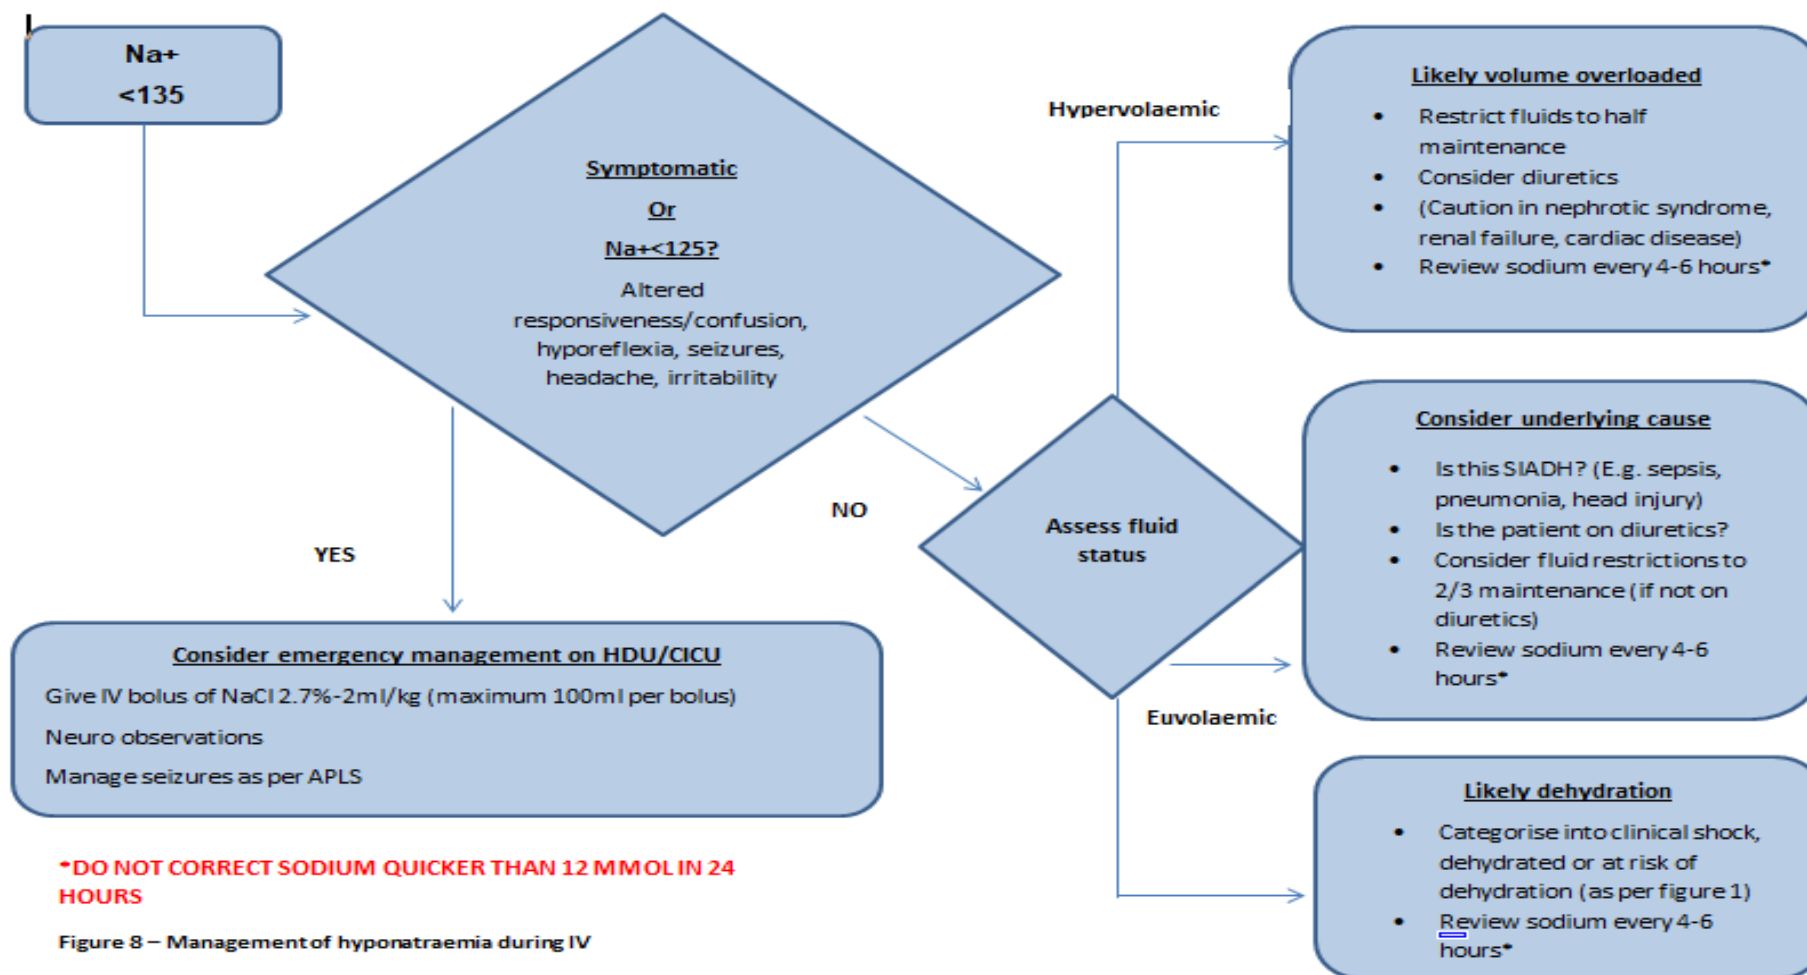 Na+
<135
Symptomatic
Or
Na+<125?
Altered
responsiveness/confusion,
hyporeflexia, seizures,
headache, irritability
YES
NO
Consider emergency management on HDU/CICU
Give IV bolus of NaCl 2.7%-2ml/kg (maximum 100ml per bolus)
Neuro observations
Manage seizures as per APLS
Assess fluid
status
Hypervolaemic
Likely volume overloaded
• Restrict fluids to half
maintenance
• Consider diuretics
• (Caution in nephrotic syndrome,
renal failure, cardiac disease)
• Review sodium every 4-6 hours*
Consider underlying cause
• Is this SIADH? (E.g. sepsis,
pneumonia, head injury)
• Is the patient on diuretics?
• Consider fluid restrictions to
2/3 maintenance (if not on
diuretics)
• Review sodium every 4-6
hours*
Euvolaemic
Likely dehydration
• Categorise into clinical shock,
dehydrated or at risk of
dehydration (as per figure 1)
• Review sodium every 4-6
hours*
*DO NOT CORRECT SODIUM QUICKER THAN 12 MMOL IN 24
HOURS
Figure 8 – Management of hyponatraemia during IV